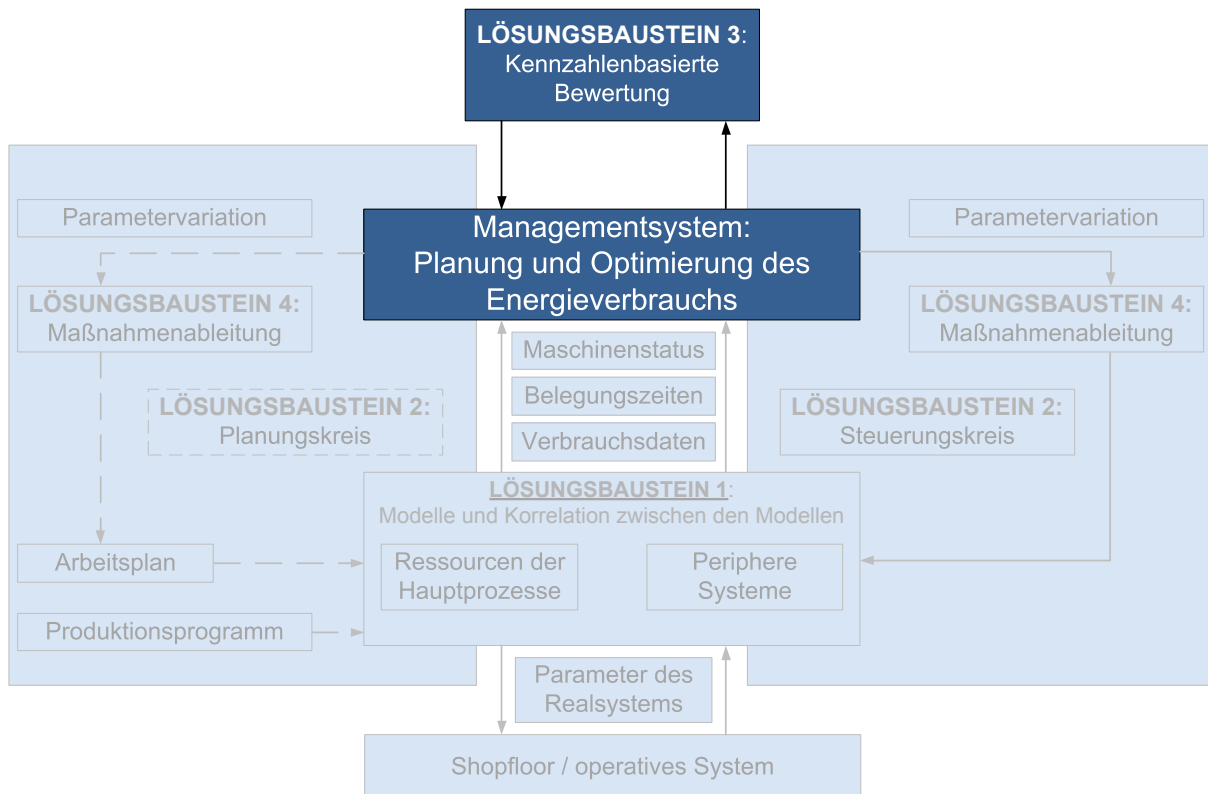 LÖSUNGSBAUSTEIN 3:
Kennzahlenbasierte
Bewertung
Parametervariation
Managementsystem:
Planung und Optimierung des
Energieverbrauchs
Parametervariation
LÖSUNGSBAUSTEIN 4:
Maßnahmenableitung
LÖSUNGSBAUSTEIN 4:
Maßnahmenableitung
Maschinenstatus
Belegungszeiten
Verbrauchsdaten
LÖSUNGSBAUSTEIN 2:
Planungskreis
LÖSUNGSBAUSTEIN 2:
Steuerungskreis
LÖSUNGSBAUSTEIN 1:
Modelle und Korrelation zwischen den Modellen
Arbeitsplan
Ressourcen der
Hauptprozesse
Periphere
Systeme
Produktionsprogramm
Parameter des
Realsystems
Shopfloor / operatives System